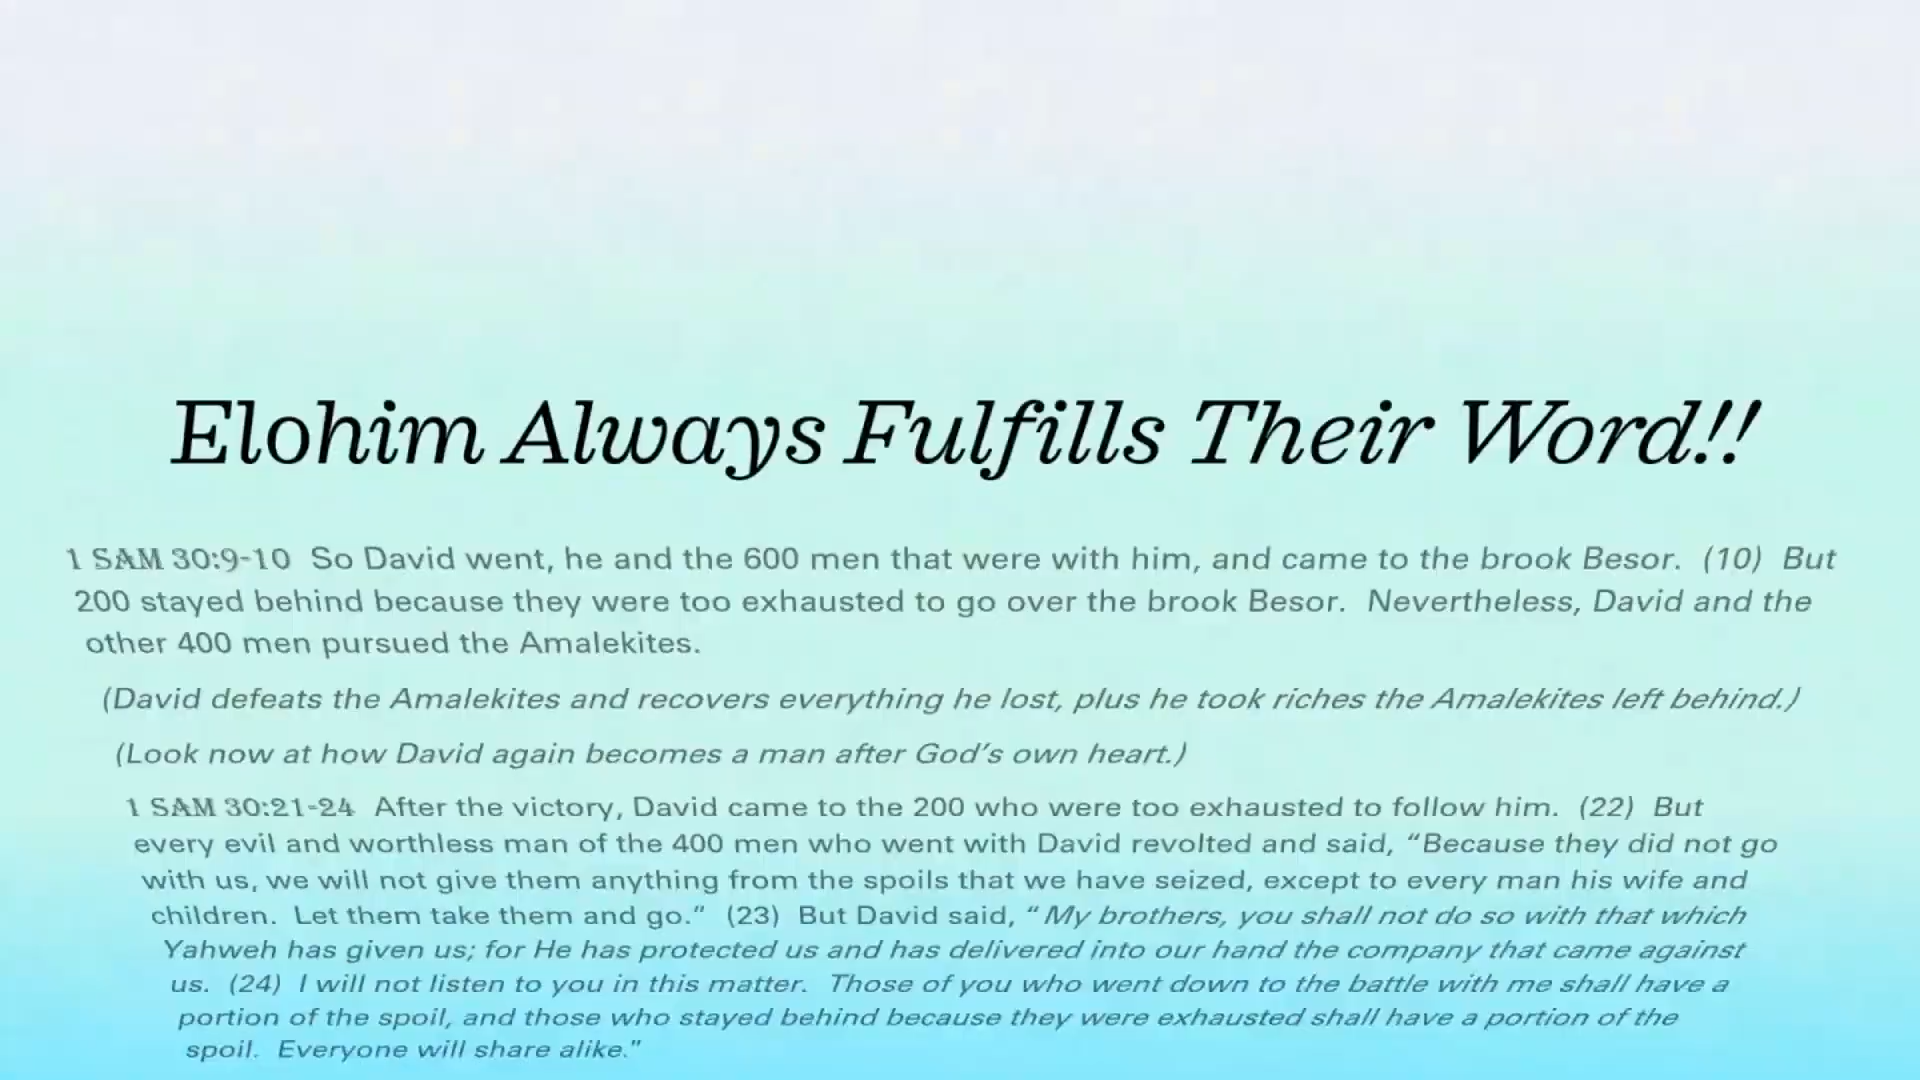 Elohim Always Fulfills Their Word!!
1 SAM 30:9-10 So David went, he and the 600 men that were with him, and came to the brook Besor. (10) But
200 stayed behind because they were too exhausted to go over the brook Besor. Nevertheless, David and the
other 400 men pursued the Amalekites.
(David defeats the Amalekites and recovers everything he lost, plus he took riches the Amalekites left behind.)
(Look now at how David again becomes a man after God’s own heart.)
1 SAM 30:21-24 After the victory, David came to the 200 who were too exhausted to follow him. (22) But
every evil and worthless man of the 400 men who went with David revolted and said, “Because they did not go
with us, we will not give them anything from the spoils that we have seized, except to every man his wife and
children. Let them take them and go.” (23) But David said, “My brothers, you shall not do so with that which
Yahweh has given us; for He has protected us and has delivered into our hand the company that came against
us. (24) I will not listen to you in this matter. Those of you who went down to the battle with me shall have a
portion of the spoil, and those who stayed behind because they were exhausted shall have a portion of the
spoil. Everyone will share alike.”